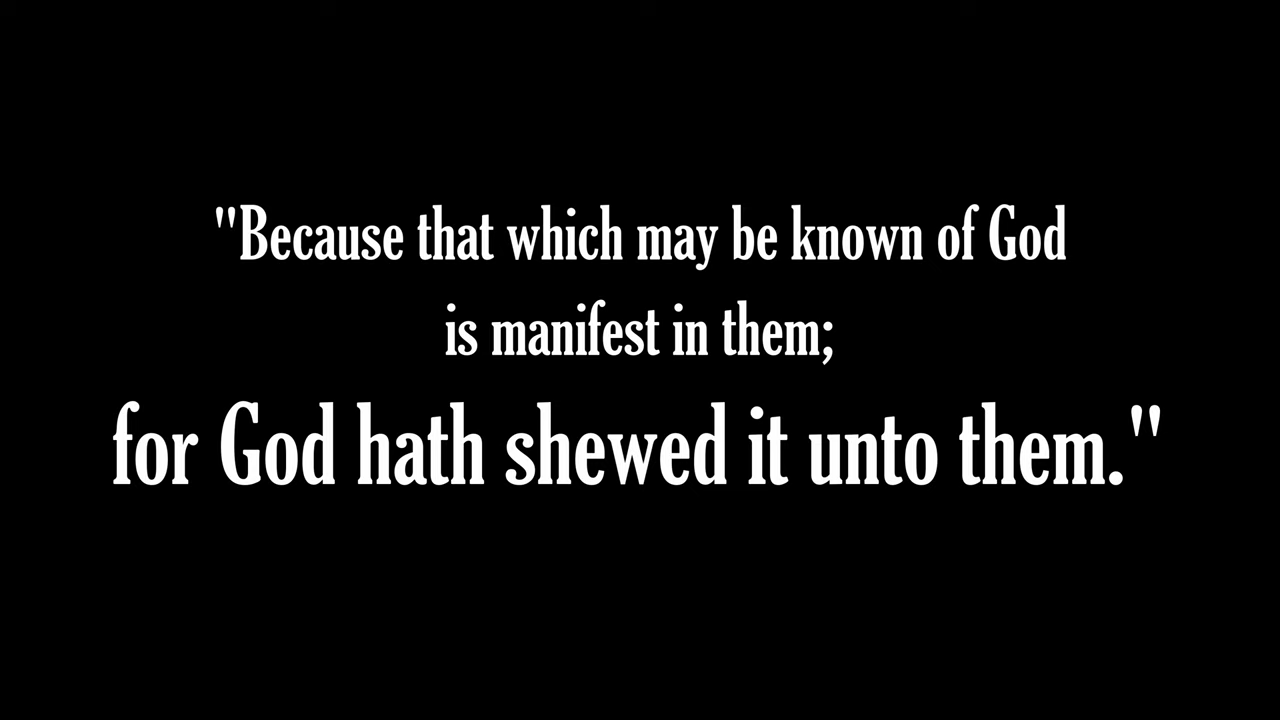 "Because that which may be known of God
is manifest in them;
for God hath shewed it unto them."